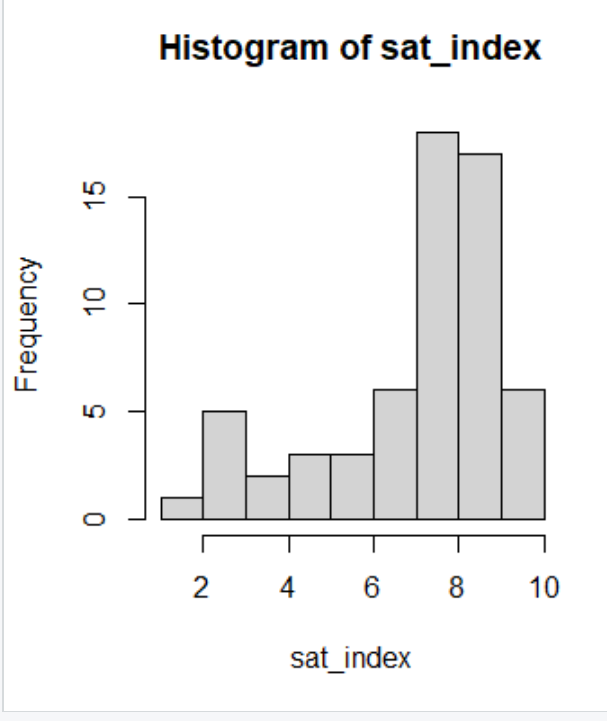 Histogram of sat_index
15
10
5
0
Frequency
2 4 6 8 10
sat_index